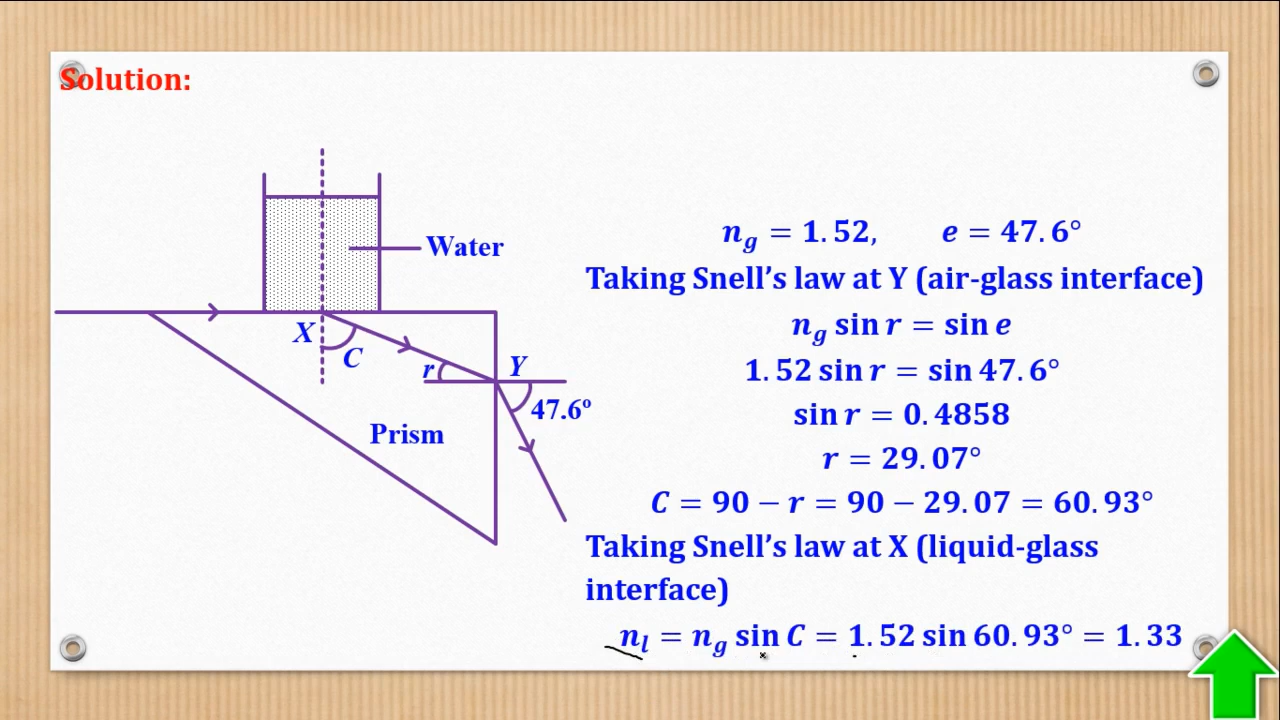 Solution:
Water
X
C
r
Y
47.6º
Prism
n_g = 1.52, e = 47.6°
Taking Snell’s law at Y (air-glass interface)
n_g sin r = sin e
1.52 sin r = sin 47.6°
sin r = 0.4858
r = 29.07°
C = 90 − r = 90 − 29.07 = 60.93°
Taking Snell’s law at X (liquid-glass
interface)
n_l = n_g sin C = 1.52 sin 60.93° = 1.33